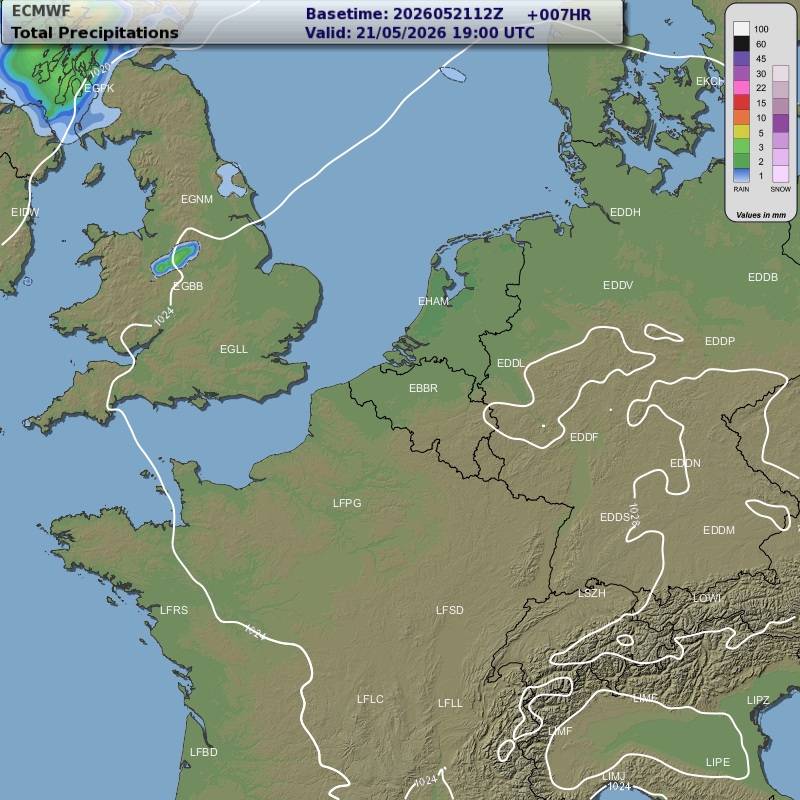 ECMWF
Total Precipitations
Basetime: 2026052112Z +007HR
Valid: 21/05/2026 19:00 UTC
100
60
45
30
22
15
10
5
3
2
1
RAIN SNOW
Values in mm
1020
EGPK
EKCH
EGNM
EIDW
EDDH
EGBB
EDDV
EDDB
EHAM
1024
EGLL
EDDP
EDDL
EBBR
EDDF
EDDN
LFPG
1028
EDDS
EDDM
LSZH
LOWI
LFRS
LFSD
1024
LFLC
LFLL
LIME
LIPZ
LIMF
LFBD
LIPE
LIMJ
1024
1024